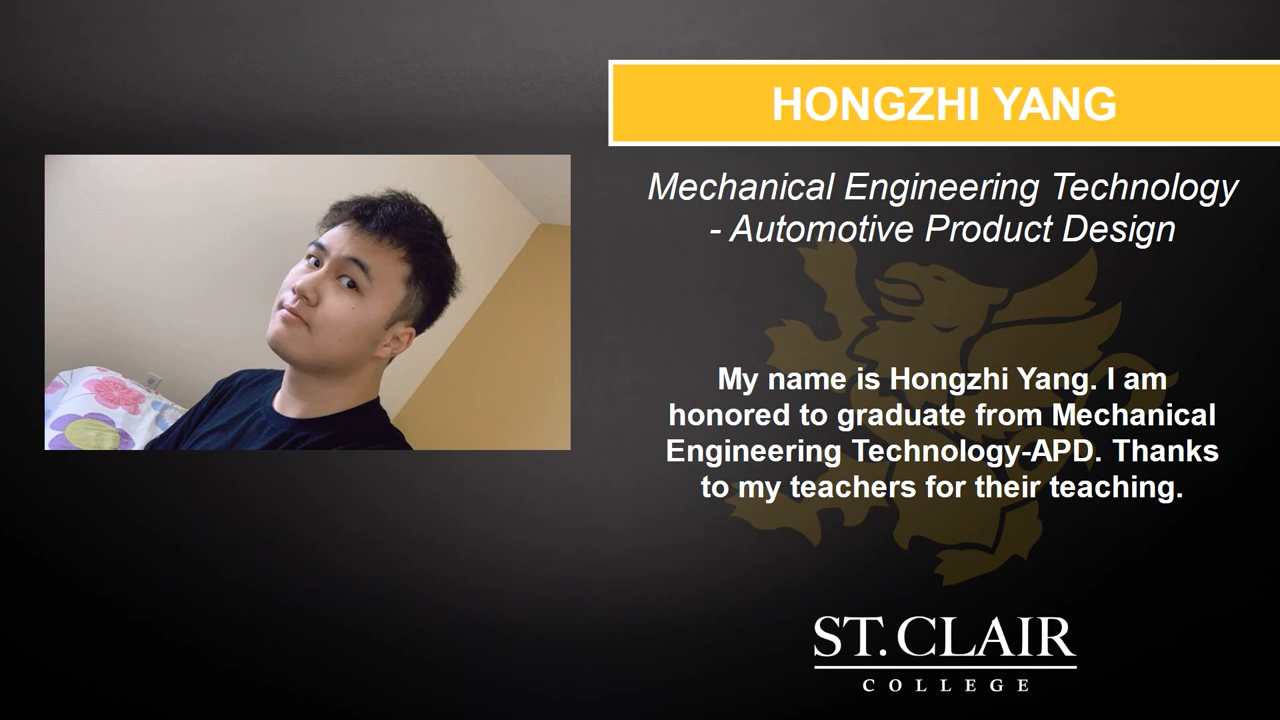 HONGZHI YANG
Mechanical Engineering Technology
- Automotive Product Design
My name is Hongzhi Yang. I am
honored to graduate from Mechanical
Engineering Technology-APD. Thanks
to my teachers for their teaching.
ST. CLAIR
COLLEGE